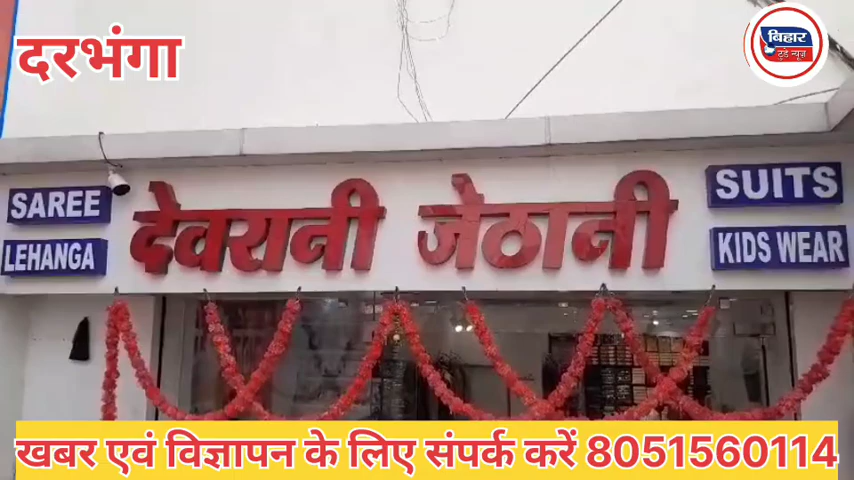 दरभंगा
बिहार
टुडे न्यूज़
SAREE
LEHANGA
देवरानी जेठानी
SUITS
KIDS WEAR
खबर एवं विज्ञापन के लिए संपर्क करें 8051560114